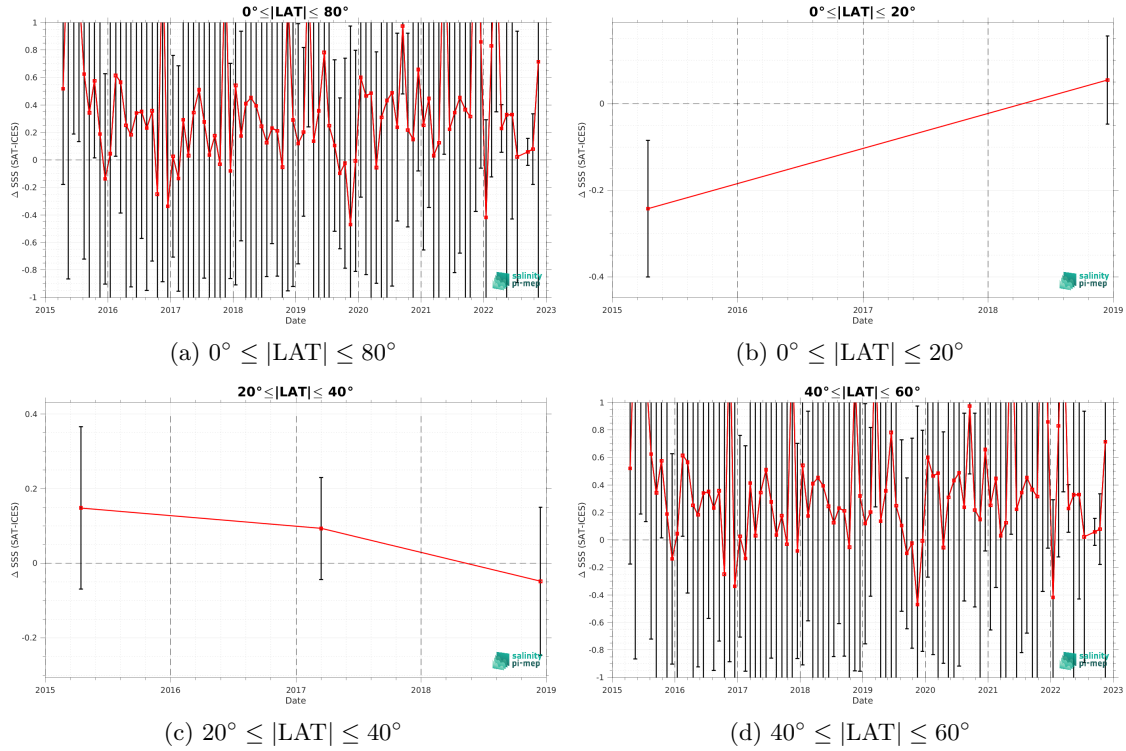 0°≤|LAT|≤ 80°
Δ SSS (SAT-ICES)
1
0.8
0.6
0.4
0.2
0
-0.2
-0.4
-0.6
-0.8
-1
2015 2016 2017 2018 2019 2020 2021 2022 2023
Date
salinity
pi-mep
(a) 0° ≤ |LAT| ≤ 80°
0°≤|LAT|≤ 20°
Δ SSS (SAT-ICES)
0
-0.2
-0.4
2015 2016 2017 2018 2019
Date
salinity
pi-mep
(b) 0° ≤ |LAT| ≤ 20°
20°≤|LAT|≤ 40°
Δ SSS (SAT-ICES)
0.4
0.2
0
-0.2
2015 2016 2017 2018 2019
Date
salinity
pi-mep
(c) 20° ≤ |LAT| ≤ 40°
40°≤|LAT|≤ 60°
Δ SSS (SAT-ICES)
1
0.8
0.6
0.4
0.2
0
-0.2
-0.4
-0.6
-0.8
-1
2015 2016 2017 2018 2019 2020 2021 2022 2023
Date
salinity
pi-mep
(d) 40° ≤ |LAT| ≤ 60°